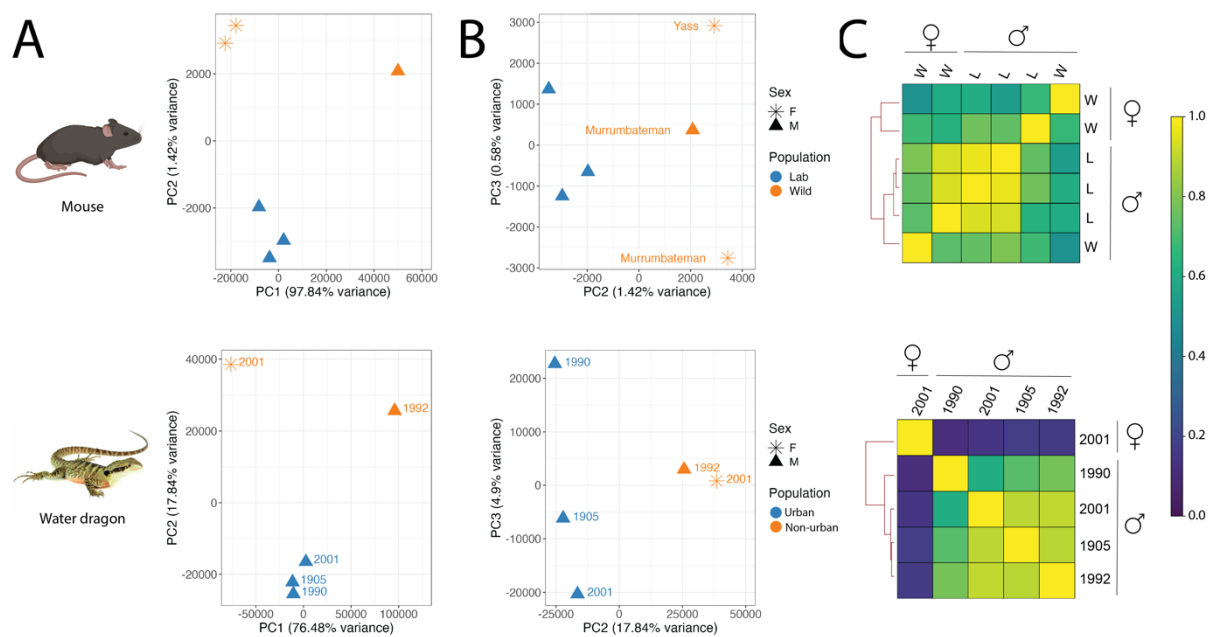 A
B
C
Mouse
PC2 (1.42% variance)
2000
0
-2000
-20000 0 20000 40000 60000
PC1 (97.84% variance)
PC3 (0.58% variance)
3000
2000
1000
0
-1000
-2000
-3000
Yass
Murrumbateman
Murrumbateman
-2000 0 2000 4000
PC2 (1.42% variance)
Sex
F
M
Population
Lab
Wild
♀ ♂
W W L L L W
W
W
♀
L
L
L
W
♂
1.0
0.8
0.6
0.4
0.2
0.0
Water dragon
PC2 (17.84% variance)
40000
20000
0
-20000
2001
1992
2001
1905
1990
-50000 0 50000 100000
PC1 (76.48% variance)
PC3 (4.9% variance)
20000
10000
0
-10000
-20000
1990
1992
2001
1905
2001
-25000 0 25000 50000
PC2 (17.84% variance)
Sex
F
M
Population
Urban
Non-urban
♀ ♂
2001 1990 2001 1905 1992
2001 ♀
1990
2001
1905
1992
♂